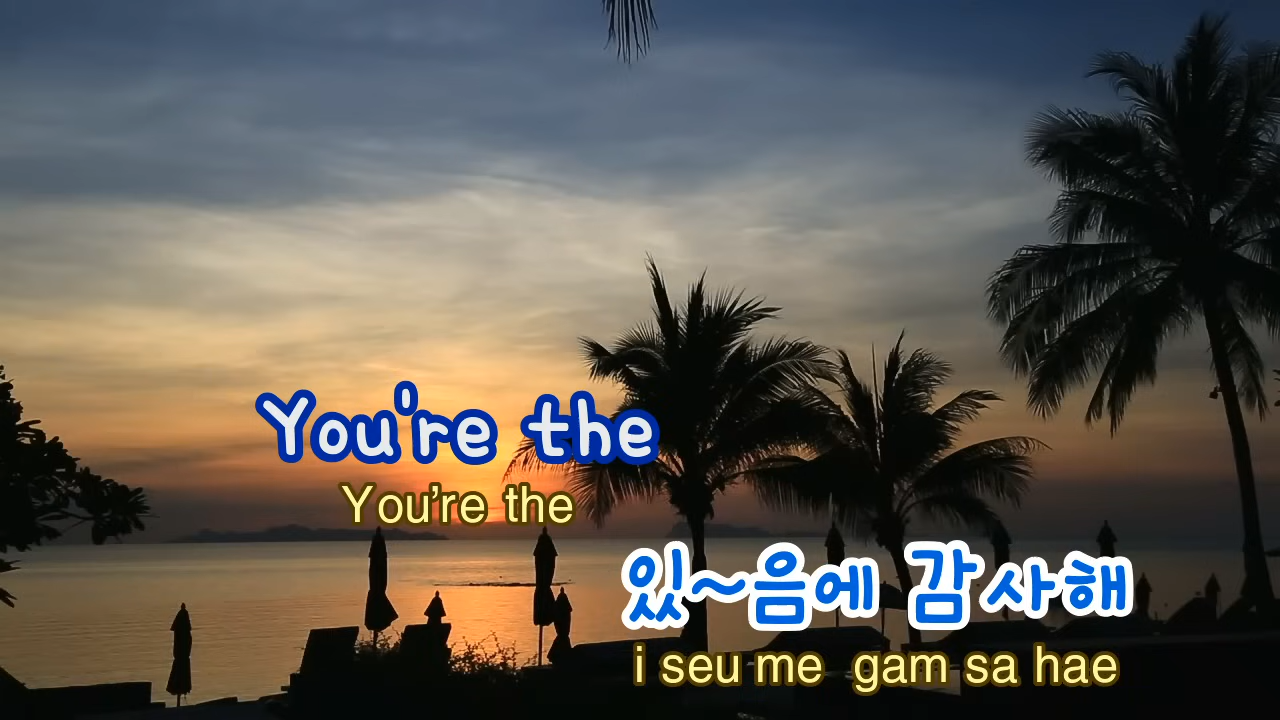 You're the
You’re the
있~음에 감사해
i seu me  gam sa hae